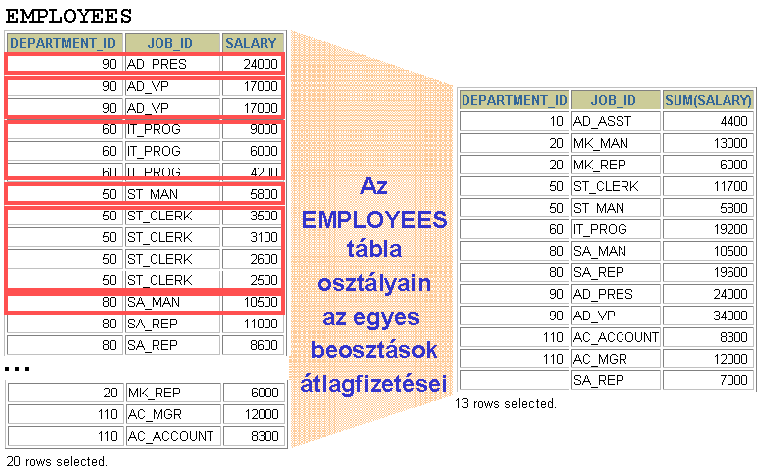 EMPLOYEES
DEPARTMENT_ID JOB_ID SALARY
90 AD_PRES 24000
90 AD_VP 17000
90 AD_VP 17000
60 IT_PROG 9000
60 IT_PROG 6000
60 IT_PROG 4200
50 ST_MAN 5800
50 ST_CLERK 3500
50 ST_CLERK 3100
50 ST_CLERK 2600
50 ST_CLERK 2500
80 SA_MAN 10500
80 SA_REP 11000
80 SA_REP 8600
...
20 MK_REP 6000
110 AC_MGR 12000
110 AC_ACCOUNT 8300
20 rows selected.
Az
EMPLOYEES
tábla
osztályain
az egyes
beosztások
átlagfizetései
DEPARTMENT_ID JOB_ID SUM(SALARY)
10 AD_ASST 4400
20 MK_MAN 13000
20 MK_REP 6000
50 ST_CLERK 11700
50 ST_MAN 5800
60 IT_PROG 19200
80 SA_MAN 10500
80 SA_REP 19600
90 AD_PRES 24000
90 AD_VP 34000
110 AC_ACCOUNT 8300
110 AC_MGR 12000
SA_REP 7000
13 rows selected.